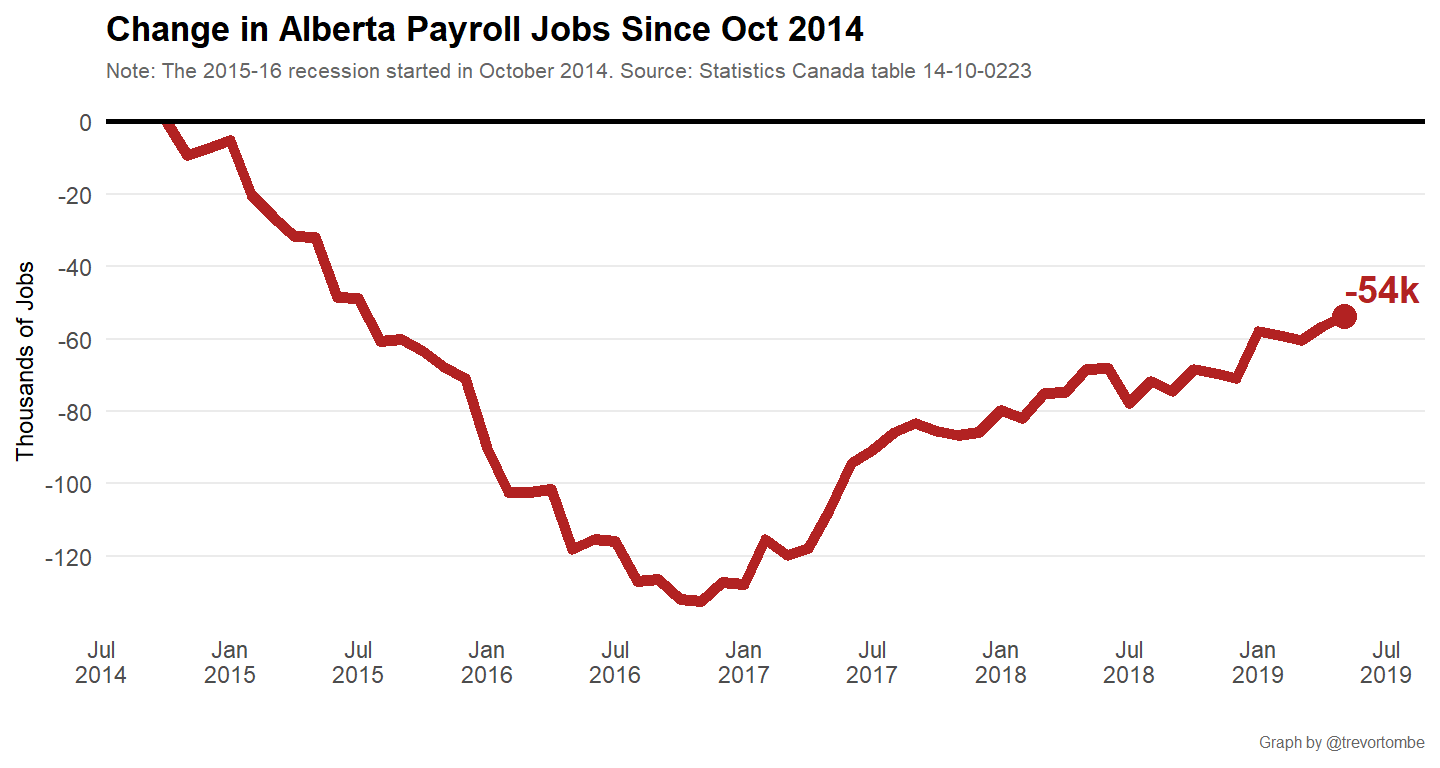 Change in Alberta Payroll Jobs Since Oct 2014
Note: The 2015-16 recession started in October 2014. Source: Statistics Canada table 14-10-0223
Thousands of Jobs
0
-20
-40
-60
-80
-100
-120
-54k
Jul
2014
Jan
2015
Jul
2015
Jan
2016
Jul
2016
Jan
2017
Jul
2017
Jan
2018
Jul
2018
Jan
2019
Jul
2019
Graph by @trevortombe